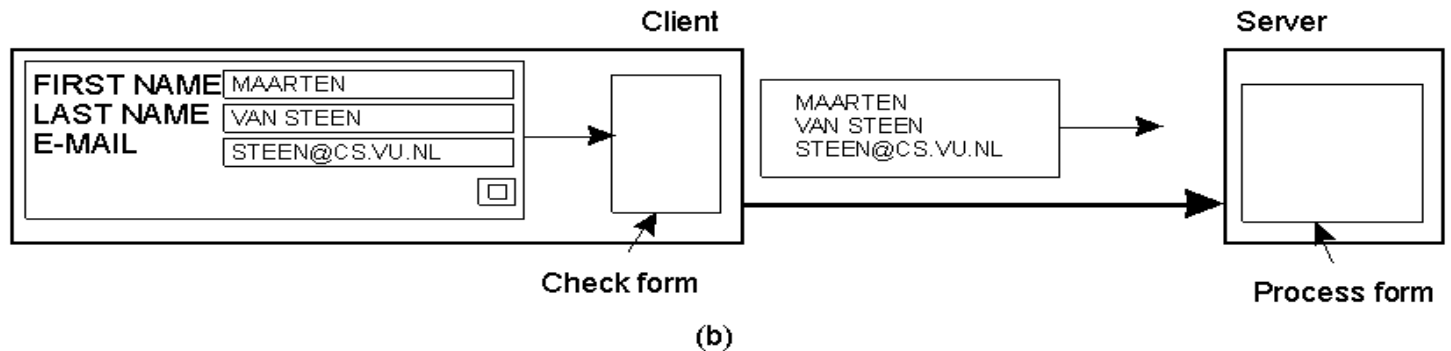 Client
Server
FIRST NAME MAARTEN
LAST NAME VAN STEEN
E-MAIL STEEN@CS.VU.NL
MAARTEN
VAN STEEN
STEEN@CS.VU.NL
Check form
Process form
(b)